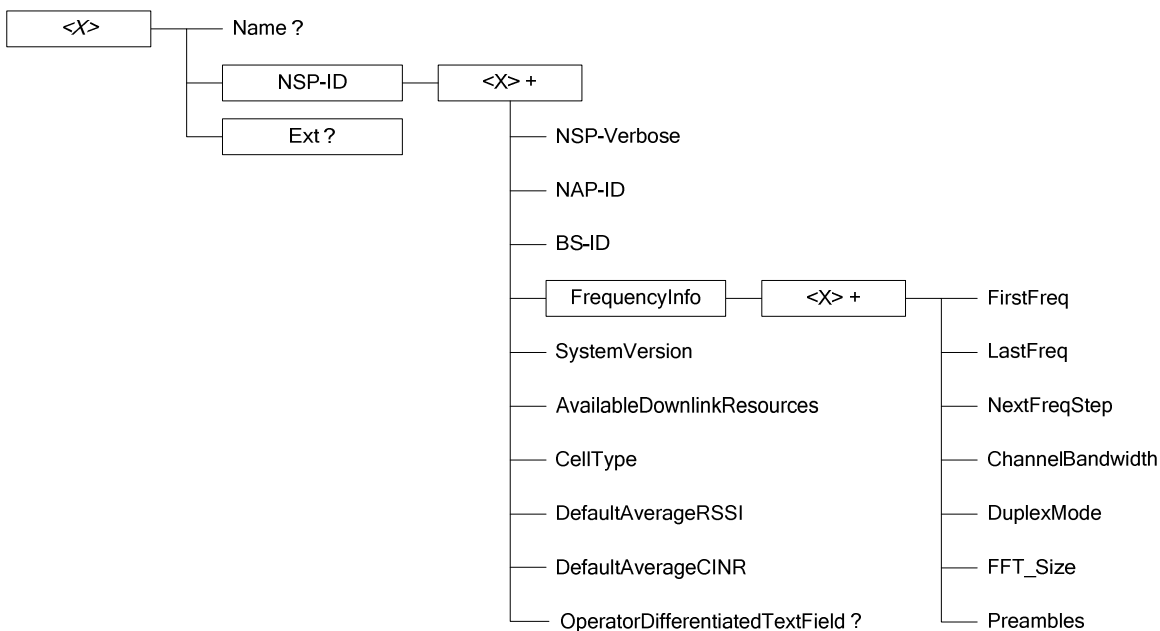 <X>
Name ?
NSP-ID
<X> +
Ext ?
NSP-Verbose
NAP-ID
BS-ID
FrequencyInfo
<X> +
FirstFreq
SystemVersion
LastFreq
AvailableDownlinkResources
NextFreqStep
CellType
ChannelBandwidth
DefaultAverageRSSI
DuplexMode
DefaultAverageCINR
FFT_Size
OperatorDifferentiatedTextField ?
Preambles